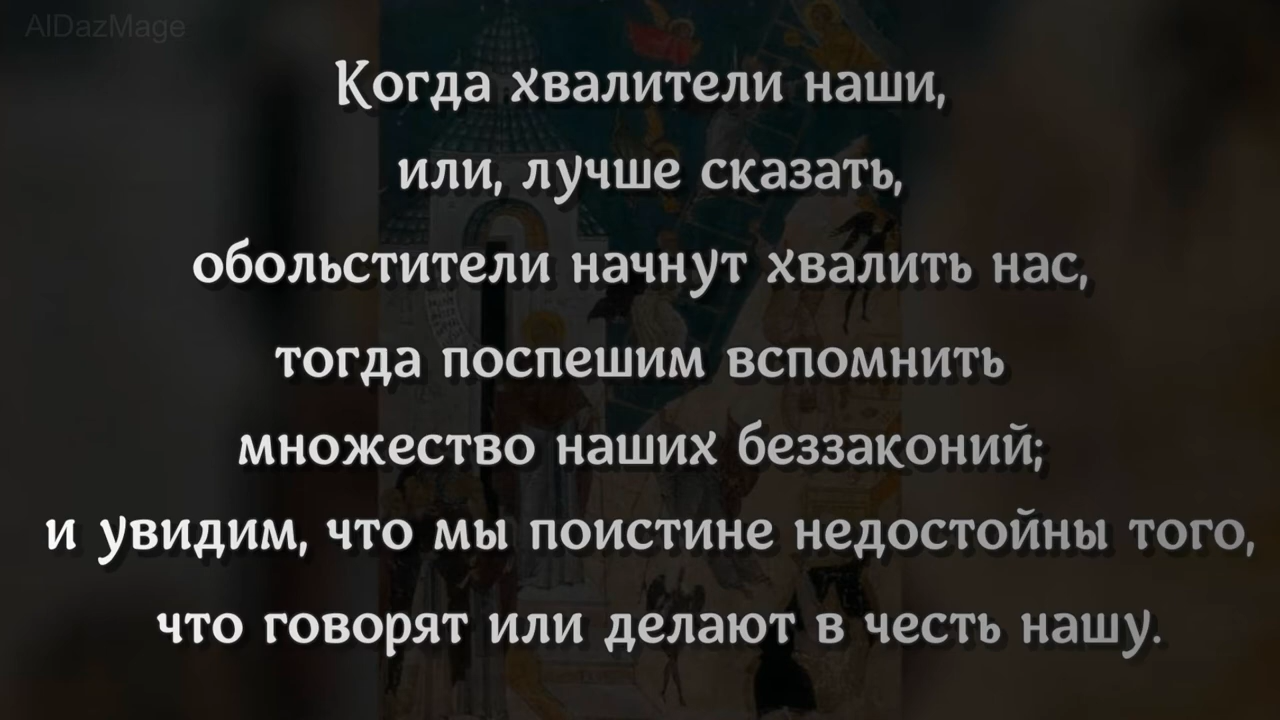 AlDazMage
Когда хвалители наши,
или, лучше сказать,
обольстители начнут хвалить нас,
тогда поспешим вспомнить
множество наших беззаконий;
и увидим, что мы поистине недостойны того,
что говорят или делают в честь нашу.